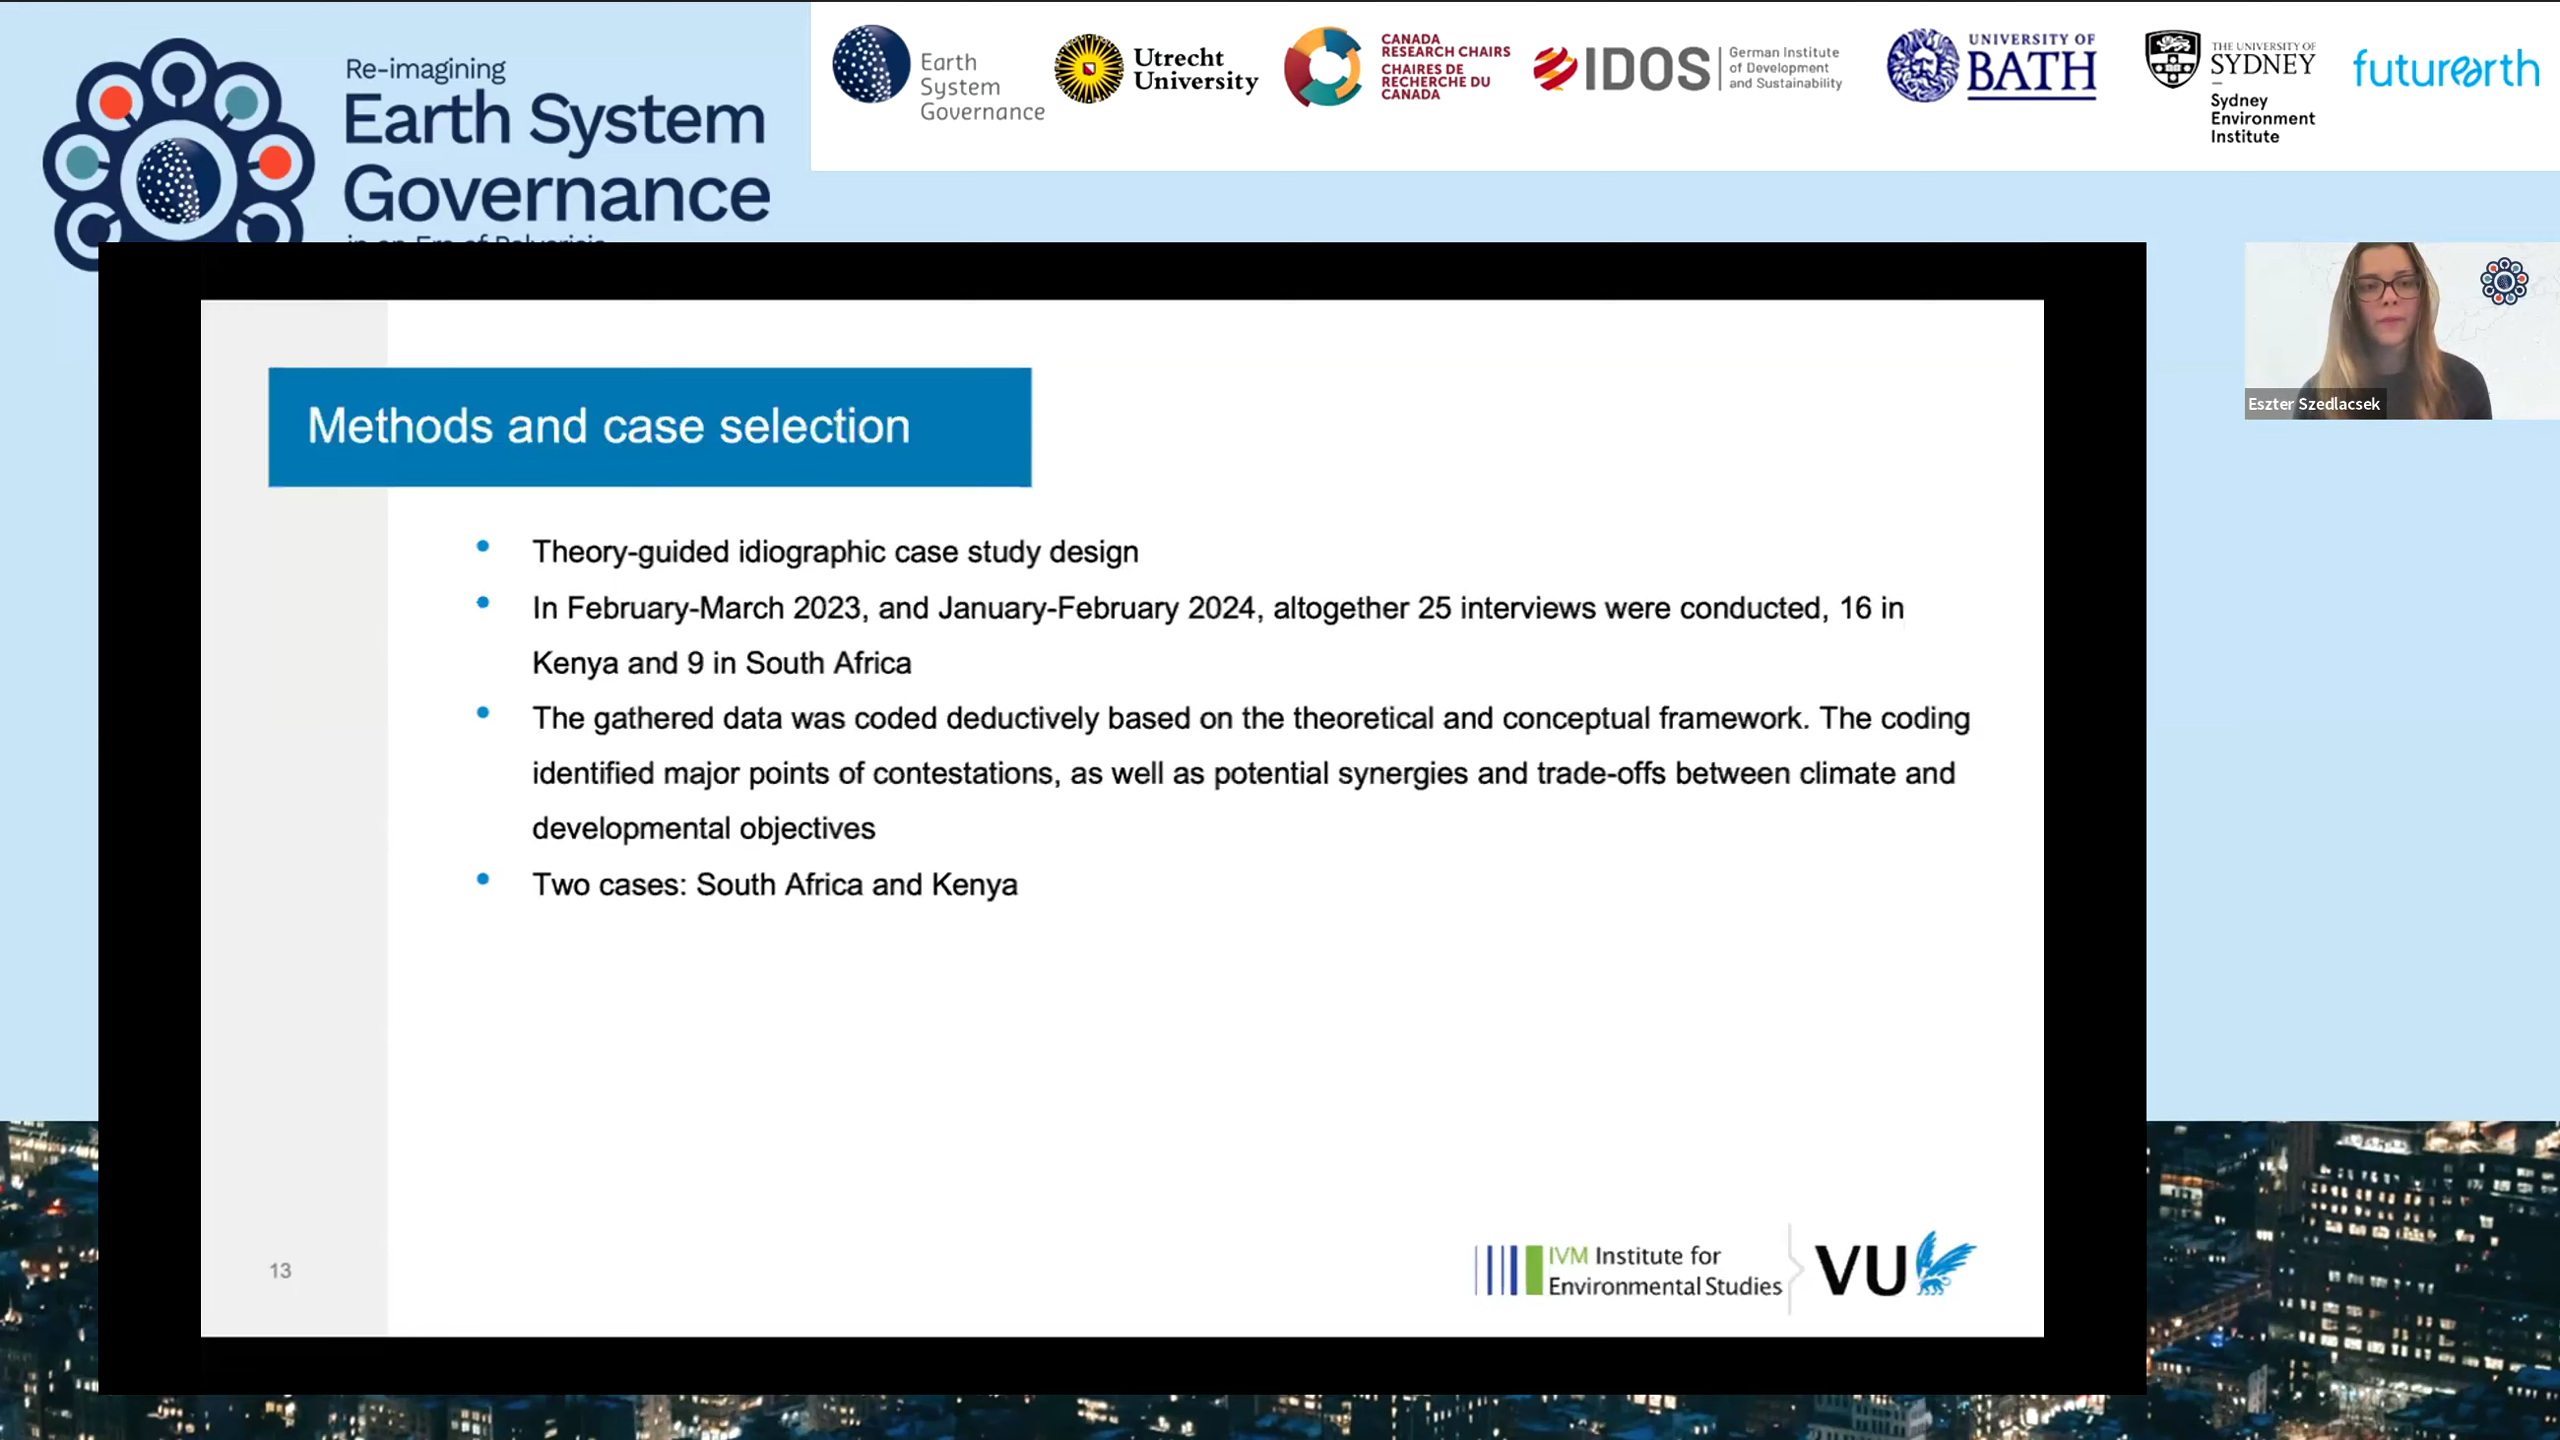 Re-imagining
Earth System
Governance
in an Era of Polycrisis
Earth
System
Governance
Utrecht
University
CANADA
RESEARCH CHAIRS
CHAIRES DE
RECHERCHE DU
CANADA
IDOS
German Institute
of Development
and Sustainability
UNIVERSITY OF
BATH
THE UNIVERSITY OF
SYDNEY
Sydney
Environment
Institute
futurearth
Eszter Szedlacsek
Methods and case selection
• Theory-guided idiographic case study design
• In February-March 2023, and January-February 2024, altogether 25 interviews were conducted, 16 in
Kenya and 9 in South Africa
• The gathered data was coded deductively based on the theoretical and conceptual framework. The coding
identified major points of contestations, as well as potential synergies and trade-offs between climate and
developmental objectives
• Two cases: South Africa and Kenya
13
IVM Institute for
Environmental Studies
VU